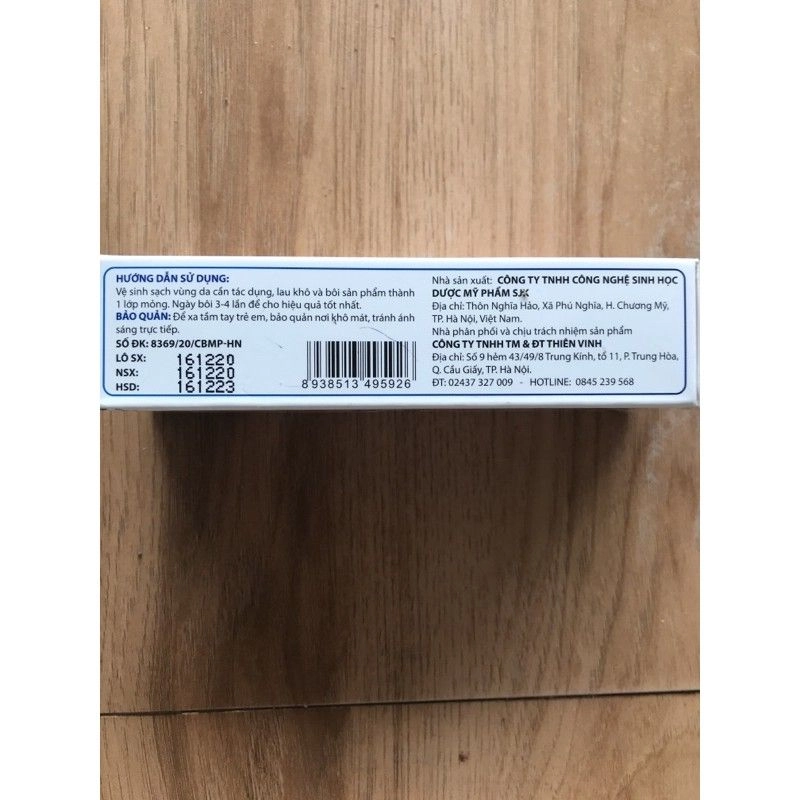 HƯỚNG DẪN SỬ DỤNG:
Vệ sinh sạch vùng da cần tác dụng, lau khô và bôi sản phẩm thành
1 lớp mỏng. Ngày bôi 3-4 lần để cho hiệu quả tốt nhất.
BẢO QUẢN: Để xa tầm tay trẻ em, bảo quản nơi khô mát, tránh ánh
sáng trực tiếp.
SỐ ĐK: 8369/20/CBMP-HN
LÔ SX: 161220
NSX: 161220
HSD: 161223
8 938513 495926
Nhà sản xuất: CÔNG TY TNHH CÔNG NGHỆ SINH HỌC
DƯỢC MỸ PHẨM SJK
Địa chỉ: Thôn Nghĩa Hảo, Xã Phú Nghĩa, H. Chương Mỹ,
TP. Hà Nội, Việt Nam.
Nhà phân phối và chịu trách nhiệm sản phẩm
CÔNG TY TNHH TM & ĐT THIÊN VINH
Địa chỉ: Số 9 hẻm 43/49/8 Trung Kính, tổ 11, P. Trung Hòa,
Q. Cầu Giấy, TP. Hà Nội.
ĐT: 02437 327 009 - HOTLINE: 0845 239 568